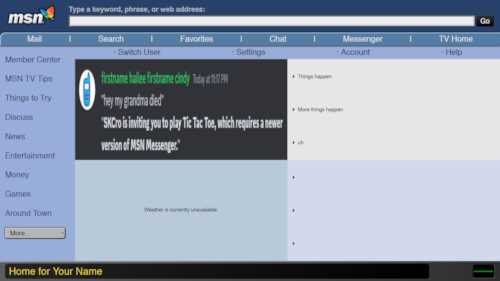 msn
Type a keyword, phrase, or web address:
Go
Mail | Search | Favorites | Chat | Messenger | TV Home
· Switch User · Settings · Account · Help
Member Center
MSN TV Tips
Things to Try
Discuss
News
Entertainment
Money
Games
Around Town
More...
firstname hailee firstname cindy Today at 11:17 PM
"hey my grandma died"
"SKCro is inviting you to play Tic Tac Toe, which requires a newer
version of MSN Messenger."
Things happen
More things happen
uh
Weather is currently unavailable.
Home for Your Name